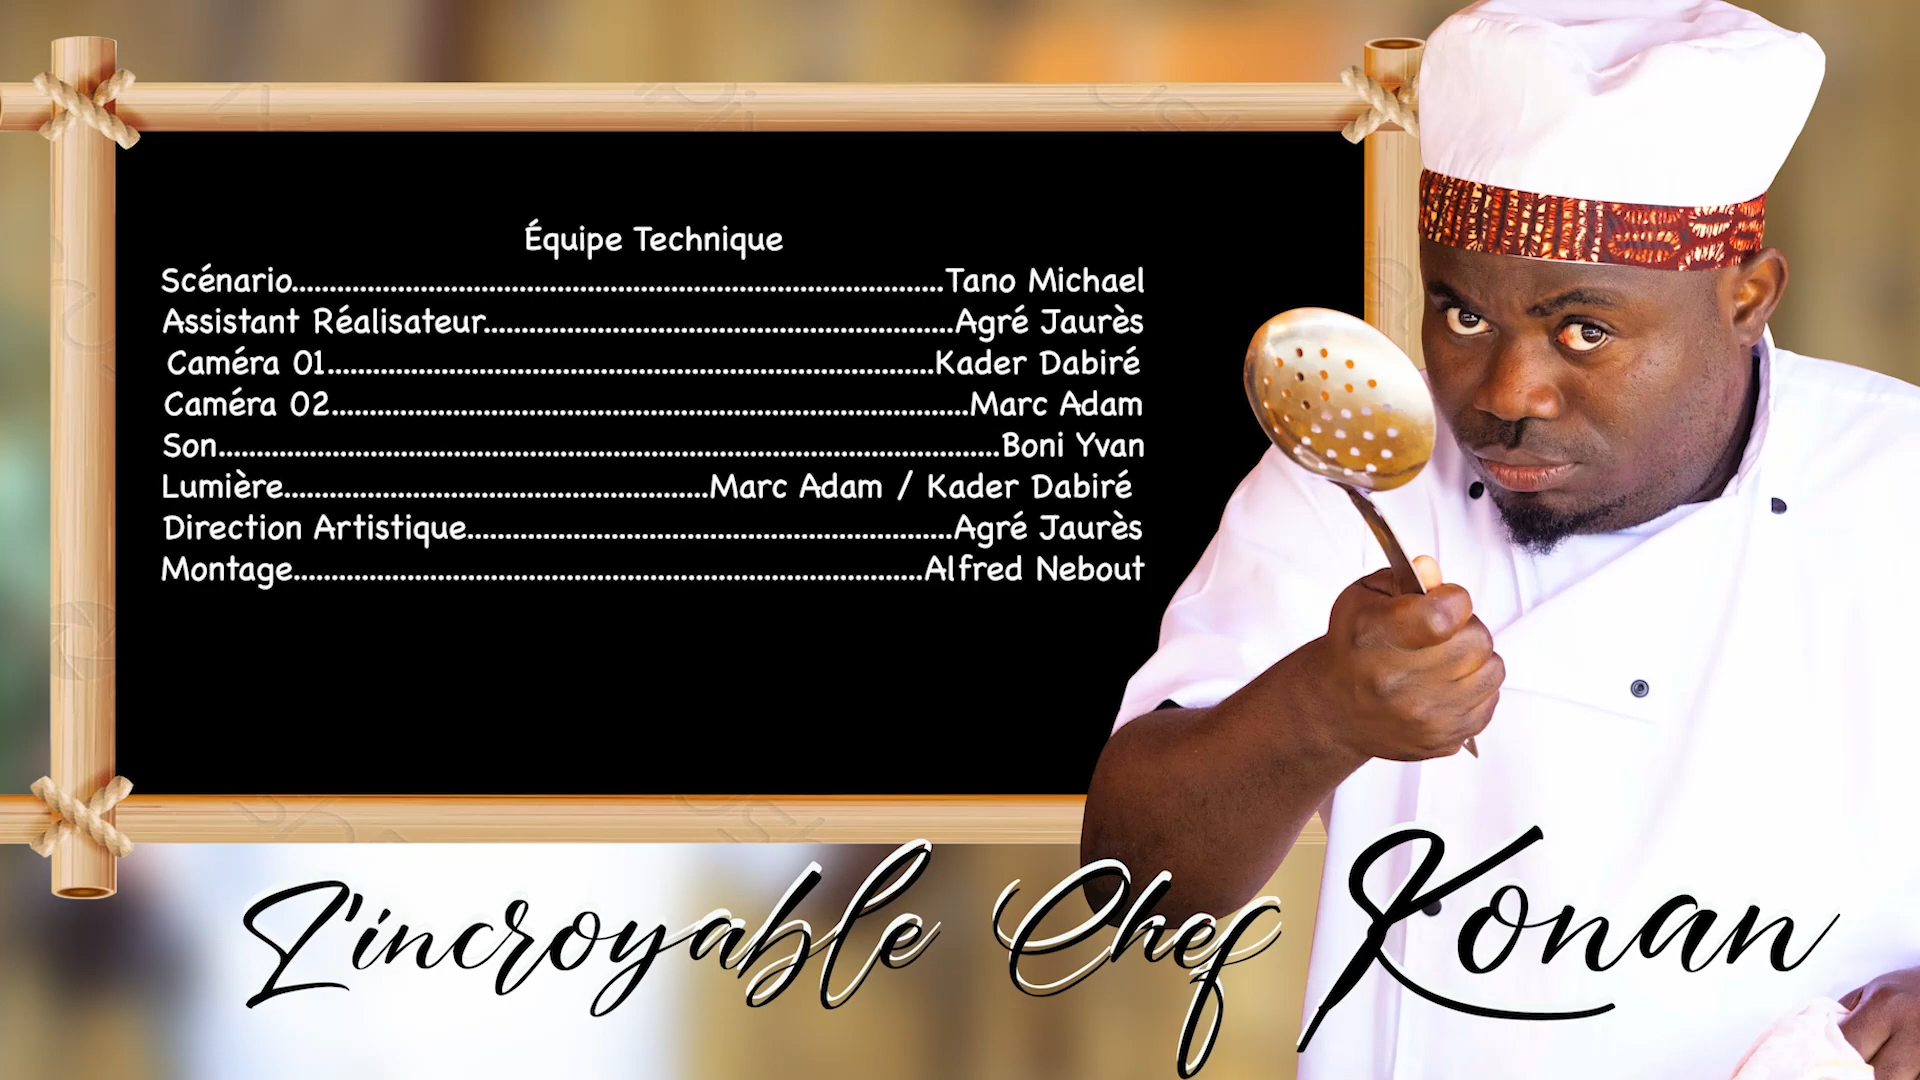 Équipe Technique
Scénario.....................................................................................Tano Michael
Assistant Réalisateur.............................................................Agré Jaurès
Caméra 01...............................................................................Kader Dabiré
Caméra 02...................................................................................Marc Adam
Son......................................................................................................Boni Yvan
Lumière.......................................................Marc Adam / Kader Dabiré
Direction Artistique...............................................................Agré Jaurès
Montage..................................................................................Alfred Nebout
L'incroyable Chef Konan